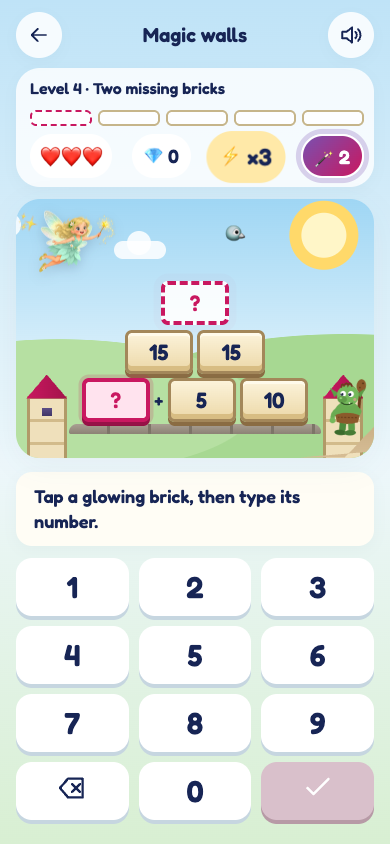 Magic walls
Level 4 · Two missing bricks
0
×3
2
?
15 15
? + 5 10
Tap a glowing brick, then type its
number.
1 2 3
4 5 6
7 8 9
0